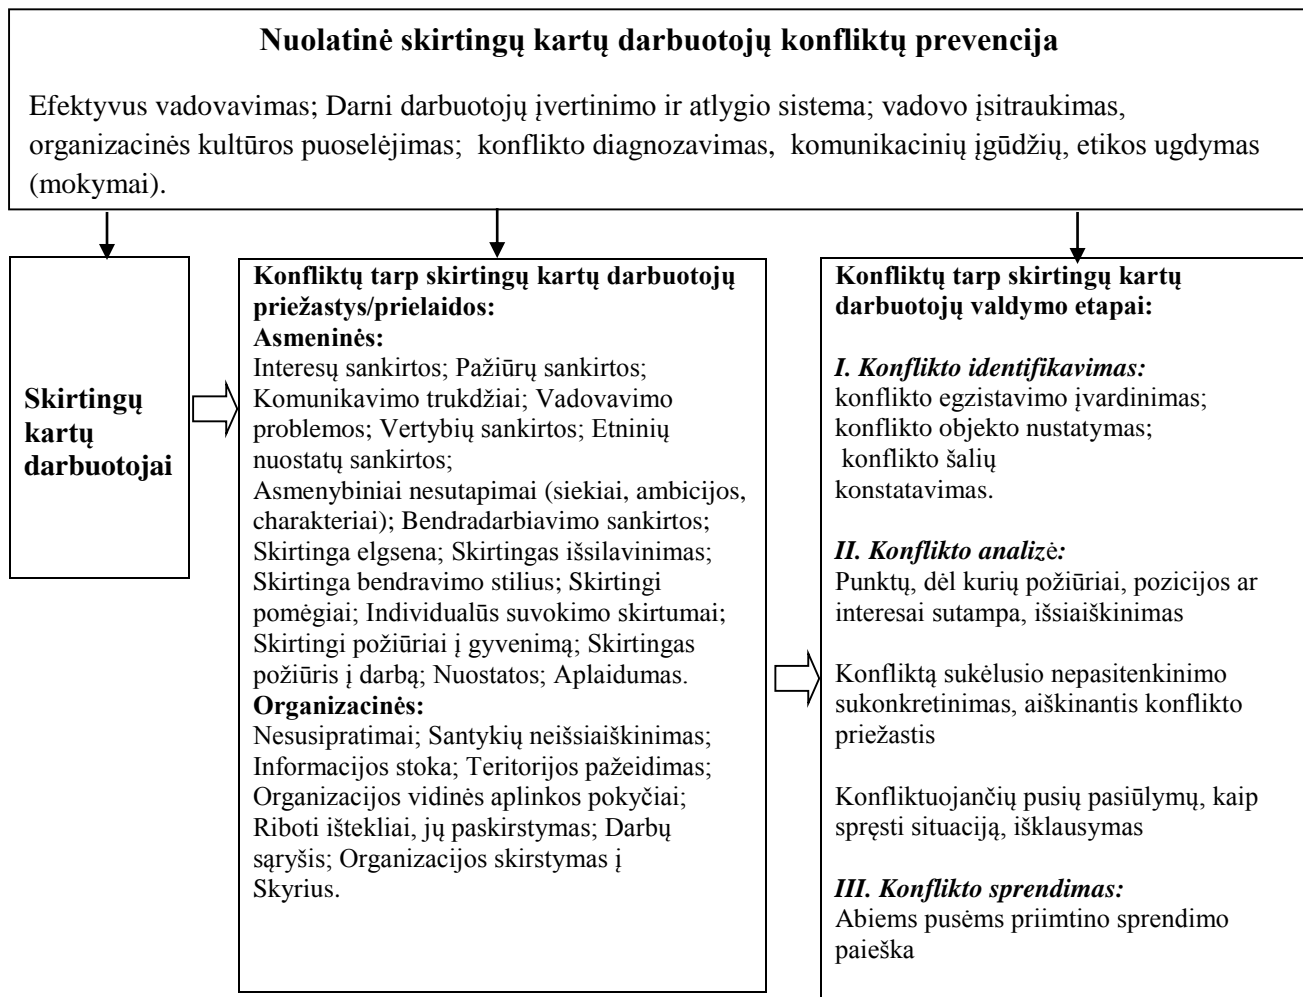 Nuolatinė skirtingų kartų darbuotojų konfliktų prevencija
Efektyvus vadovavimas; Darni darbuotojų įvertinimo ir atlygio sistema; vadovo įsitraukimas,
organizacinės kultūros puoselėjimas; konflikto diagnozavimas, komunikacinių įgūdžių, etikos ugdymas
(mokymai).
Skirtingų
kartų
darbuotojai
Konfliktų tarp skirtingų kartų darbuotojų
priežastys/prielaidos:
Asmeninės:
Interesų sankirtos; Pažiūrų sankirtos;
Komunikavimo trukdžiai; Vadovavimo
problemos; Vertybių sankirtos; Etninių
nuostatų sankirtos;
Asmenybiniai nesutapimai (siekiai, ambicijos,
charakteriai); Bendradarbiavimo sankirtos;
Skirtinga elgsena; Skirtingas išsilavinimas;
Skirtinga bendravimo stilius; Skirtingi
pomėgiai; Individualūs suvokimo skirtumai;
Skirtingi požiūriai į gyvenimą; Skirtingas
požiūris į darbą; Nuostatos; Aplaidumas.
Organizacinės:
Nesusipratimai; Santykių neišsiaiškinimas;
Informacijos stoka; Teritorijos pažeidimas;
Organizacijos vidinės aplinkos pokyčiai;
Riboti ištekliai, jų paskirstymas; Darbų
sąryšis; Organizacijos skirstymas į
Skyrius.
Konfliktų tarp skirtingų kartų
darbuotojų valdymo etapai:
I. Konflikto identifikavimas:
konflikto egzistavimo įvardinimas;
konflikto objekto nustatymas;
konflikto šalių
konstatavimas.
II. Konflikto analizė:
Punktų, dėl kurių požiūriai, pozicijos ar
interesai sutampa, išsiaiškinimas
Konfliktą sukėlusio nepasitenkinimo
sukonkretinimas, aiškinantis konflikto
priežastis
Konfliktuojančių pusių pasiūlymų, kaip
spręsti situaciją, išklausymas
III. Konflikto sprendimas:
Abiems pusėms priimtino sprendimo
paieška